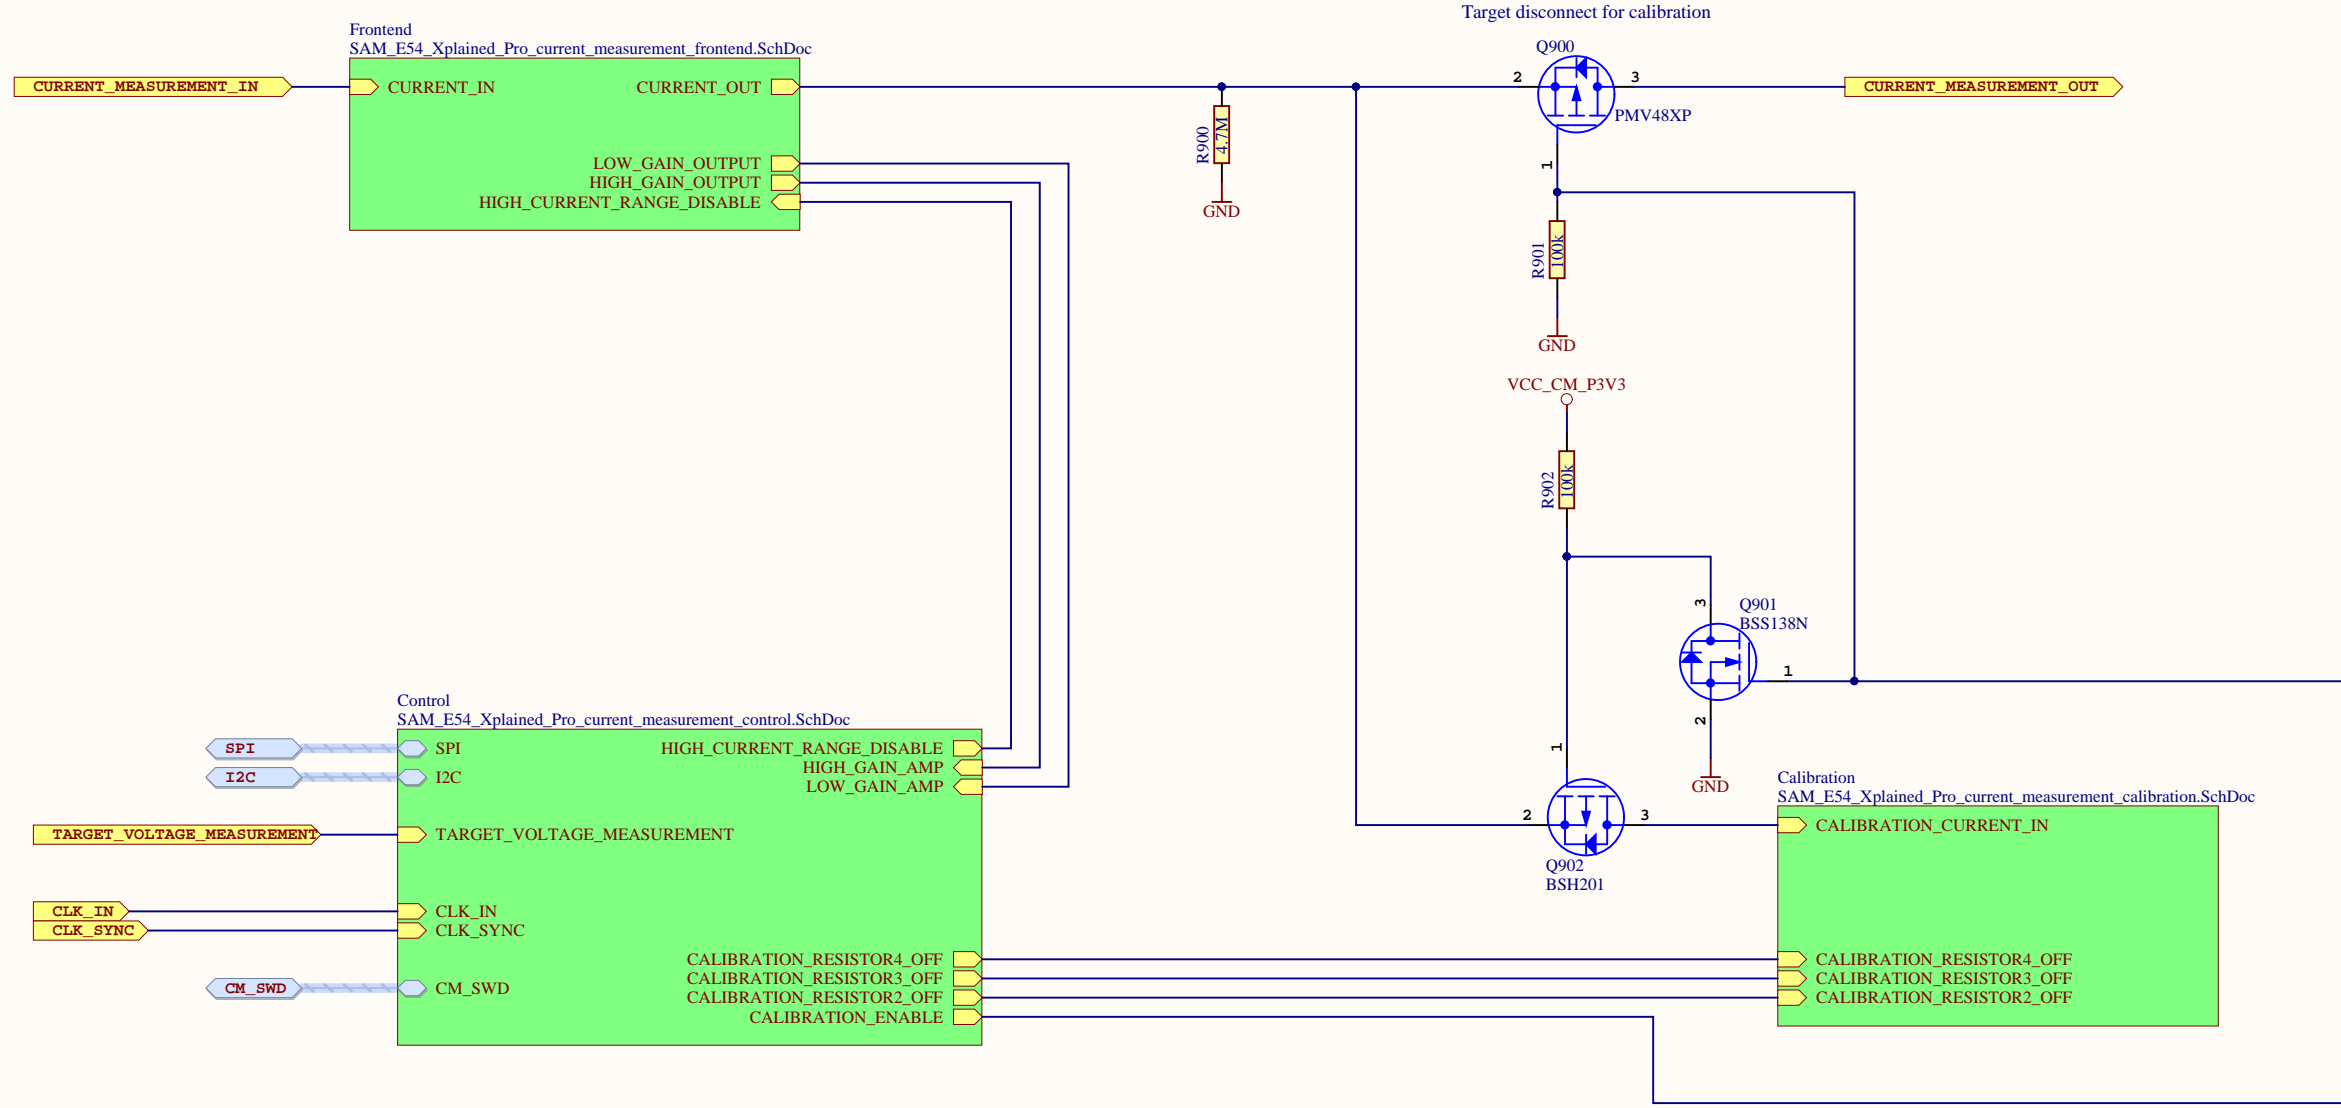 Target disconnect for calibration
Frontend
SAM_E54_Xplained_Pro_current_measurement_frontend.SchDoc
CURRENT_MEASUREMENT_IN
CURRENT_IN
CURRENT_OUT
LOW_GAIN_OUTPUT
HIGH_GAIN_OUTPUT
HIGH_CURRENT_RANGE_DISABLE
R900
4.7M
GND
Q900
2
3
PMV48XP
1
CURRENT_MEASUREMENT_OUT
R901
100k
GND
VCC_CM_P3V3
R902
100k
3
Q901
BSS138N
1
2
GND
1
2
3
Q902
BSH201
Control
SAM_E54_Xplained_Pro_current_measurement_control.SchDoc
SPI
SPI
I2C
I2C
HIGH_CURRENT_RANGE_DISABLE
HIGH_GAIN_AMP
LOW_GAIN_AMP
TARGET_VOLTAGE_MEASUREMENT
TARGET_VOLTAGE_MEASUREMENT
CLK_IN
CLK_IN
CLK_SYNC
CLK_SYNC
CM_SWD
CM_SWD
CALIBRATION_RESISTOR4_OFF
CALIBRATION_RESISTOR3_OFF
CALIBRATION_RESISTOR2_OFF
CALIBRATION_ENABLE
Calibration
SAM_E54_Xplained_Pro_current_measurement_calibration.SchDoc
CALIBRATION_CURRENT_IN
CALIBRATION_RESISTOR4_OFF
CALIBRATION_RESISTOR3_OFF
CALIBRATION_RESISTOR2_OFF